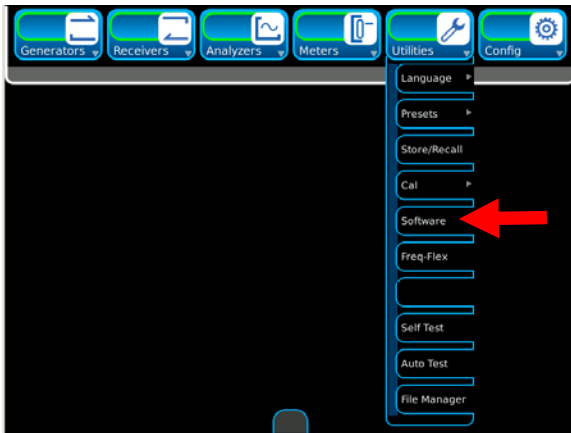 Generators
Receivers
Analyzers
Meters
Utilities
Config
Language
Presets
Store/Recall
Cal
Software
Freq-Flex
Self Test
Auto Test
File Manager